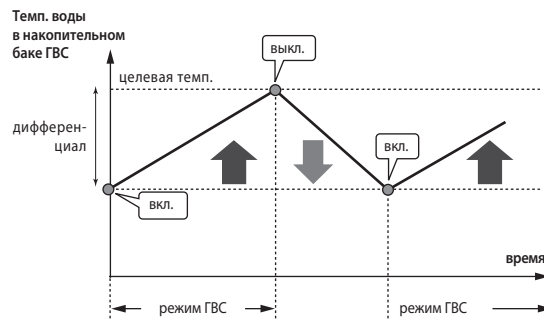 Темп. воды
в накопительном
баке ГВС
выкл.
целевая темп.
дифферен-
циал
вкл.
вкл.
время
режим ГВС
режим ГВС